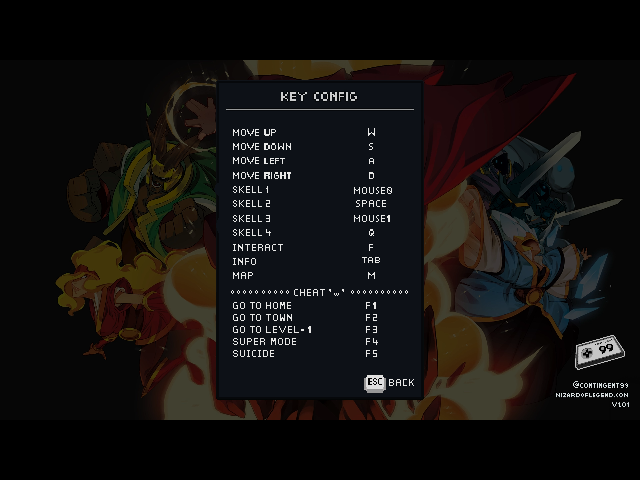 KEY CONFIG
MOVE UP W
MOVE DOWN S
MOVE LEFT A
MOVE RIGHT D
SKELL 1 MOUSE0
SKELL 2 SPACE
SKELL 3 MOUSE1
SKELL 4 Q
INTERACT F
INFO TAB
MAP M
CHEAT 'w'
GO TO HOME F1
GO TO TOWN F2
GO TO LEVEL-1 F3
SUPER MODE F4
SUICIDE F5
ESC BACK
99
@CONTINGENT99
WIZARDOFLEGEND.COM
V1.01